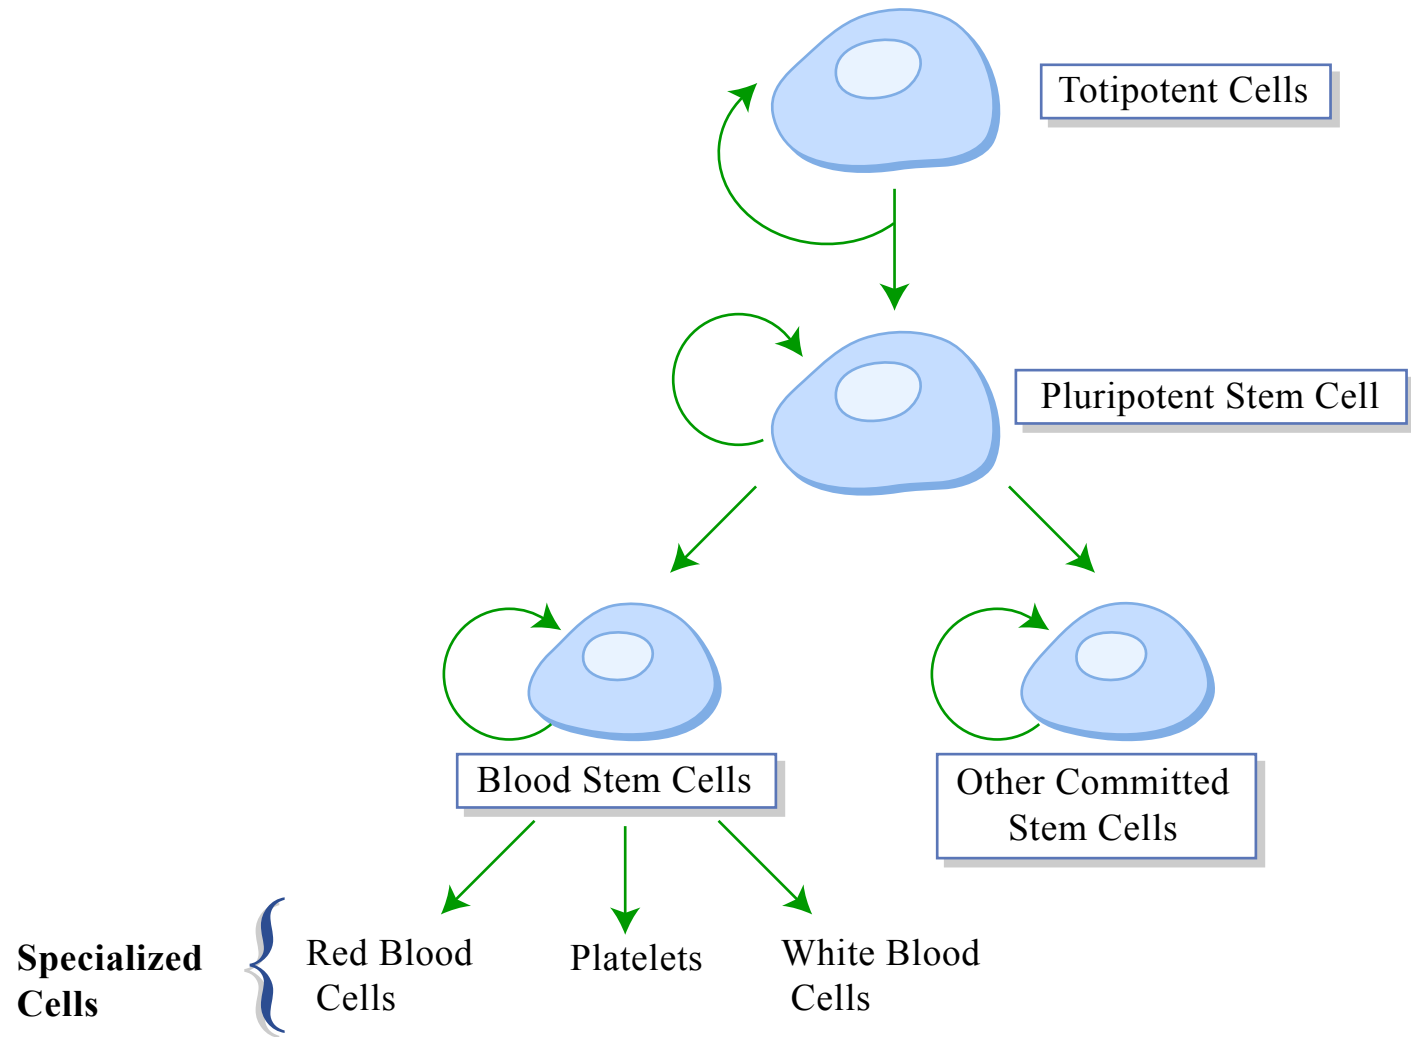 Totipotent Cells
Pluripotent Stem Cell
Blood Stem Cells
Other Committed
Stem Cells
Specialized
Cells
Red Blood
Cells
Platelets
White Blood
Cells